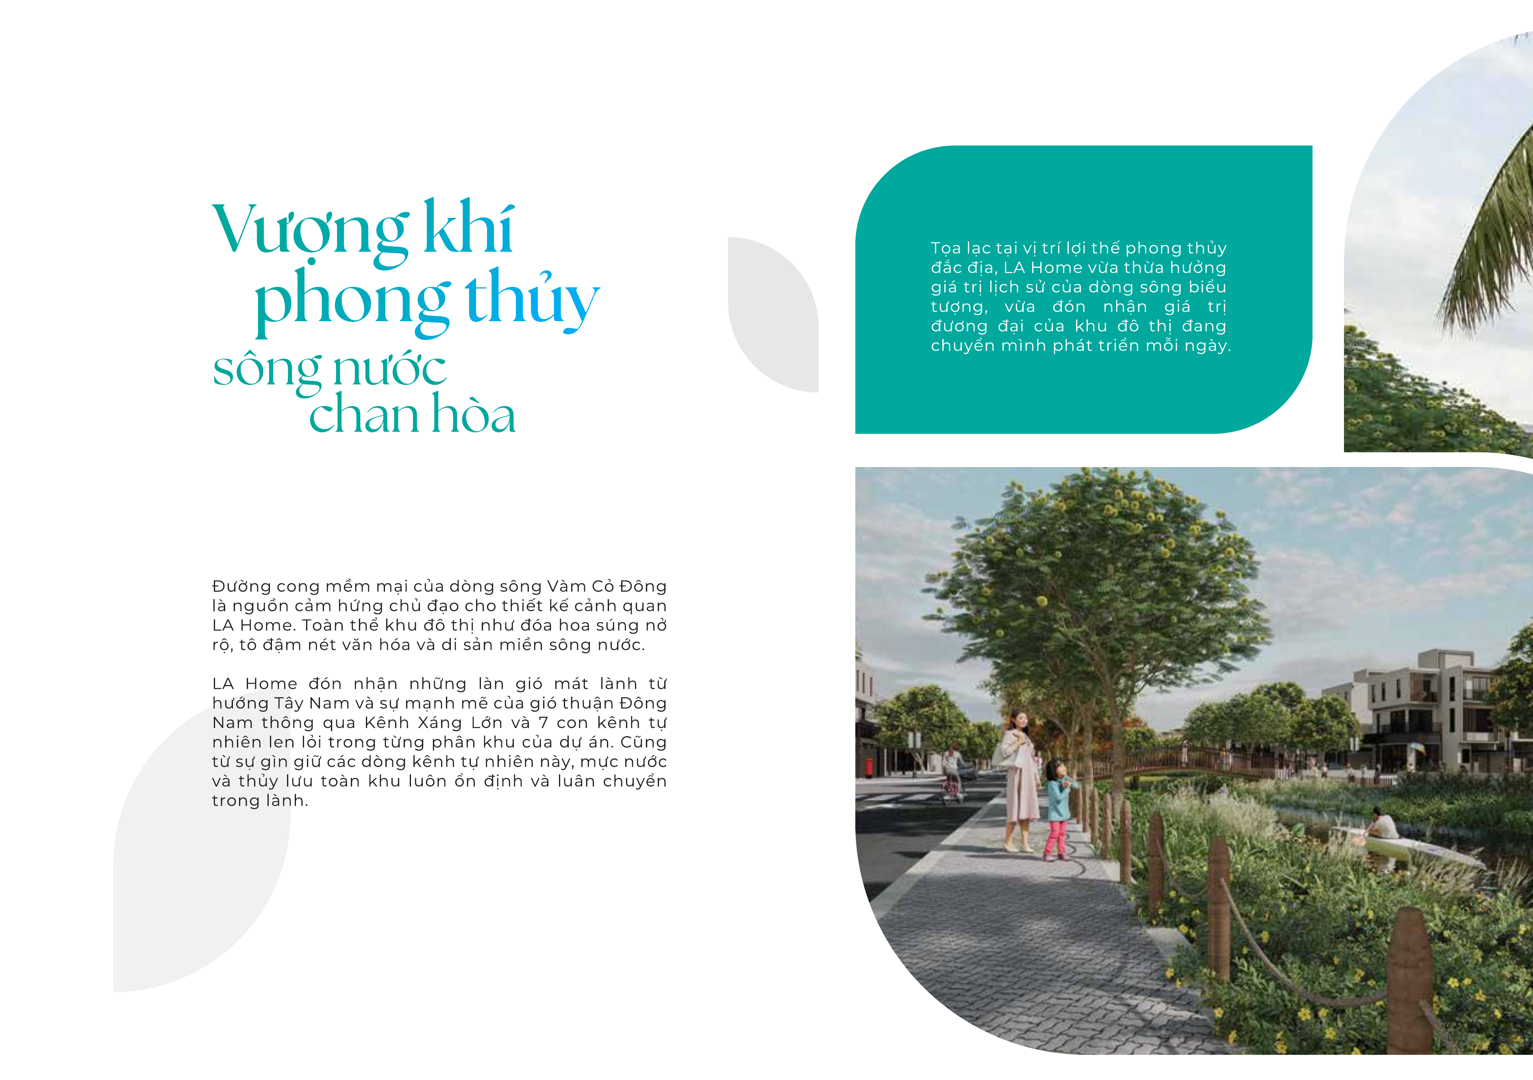 Vượng khí
phong thủy
sông nước
chan hòa
Đường cong mềm mại của dòng sông Vàm Cỏ Đông
là nguồn cảm hứng chủ đạo cho thiết kế cảnh quan
LA Home. Toàn thể khu đô thị như đóa hoa súng nở
rộ, tô đậm nét văn hóa và di sản miền sông nước.
LA Home đón nhận những làn gió mát lành từ
hướng Tây Nam và sự mạnh mẽ của gió thuận Đông
Nam thông qua Kênh Xáng Lớn và 7 con kênh tự
nhiên len lỏi trong từng phân khu của dự án. Cũng
từ sự gìn giữ các dòng kênh tự nhiên này, mực nước
và thủy lưu toàn khu luôn ổn định và luân chuyển
trong lành.
Tọa lạc tại vị trí lợi thế phong thủy
đắc địa, LA Home vừa thừa hưởng
giá trị lịch sử của dòng sông biểu
tượng, vừa đón nhận giá trị
đương đại của khu đô thị đang
chuyển mình phát triển mỗi ngày.